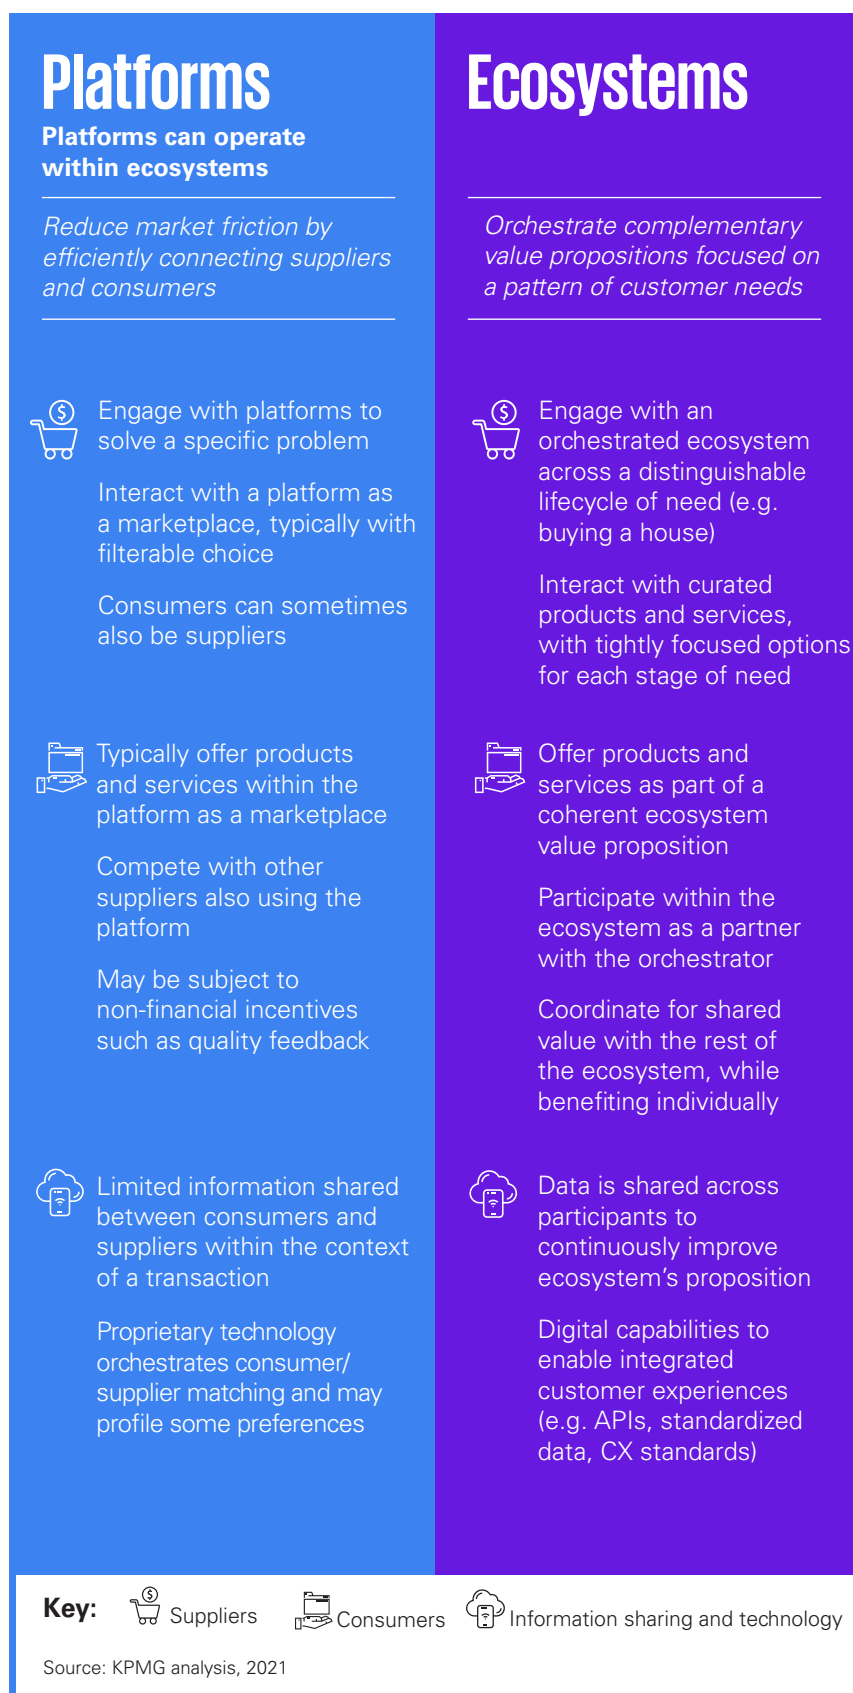 Platforms
Platforms can operate
within ecosystems
Reduce market friction by
efficiently connecting suppliers
and consumers
Engage with platforms to
solve a specific problem
Interact with a platform as
a marketplace, typically with
filterable choice
Consumers can sometimes
also be suppliers
Typically offer products
and services within the
platform as a marketplace
Compete with other
suppliers also using the
platform
May be subject to
non-financial incentives
such as quality feedback
Limited information shared
between consumers and
suppliers within the context
of a transaction
Proprietary technology
orchestrates consumer/
supplier matching and may
profile some preferences
Ecosystems
Orchestrate complementary
value propositions focused on
a pattern of customer needs
Engage with an
orchestrated ecosystem
across a distinguishable
lifecycle of need (e.g.
buying a house)
Interact with curated
products and services,
with tightly focused options
for each stage of need
Offer products and
services as part of a
coherent ecosystem
value proposition
Participate within the
ecosystem as a partner
with the orchestrator
Coordinate for shared
value with the rest of
the ecosystem, while
benefiting individually
Data is shared across
participants to
continuously improve
ecosystem’s proposition
Digital capabilities to
enable integrated
customer experiences
(e.g. APIs, standardized
data, CX standards)
Key: Suppliers Consumers Information sharing and technology
Source: KPMG analysis, 2021